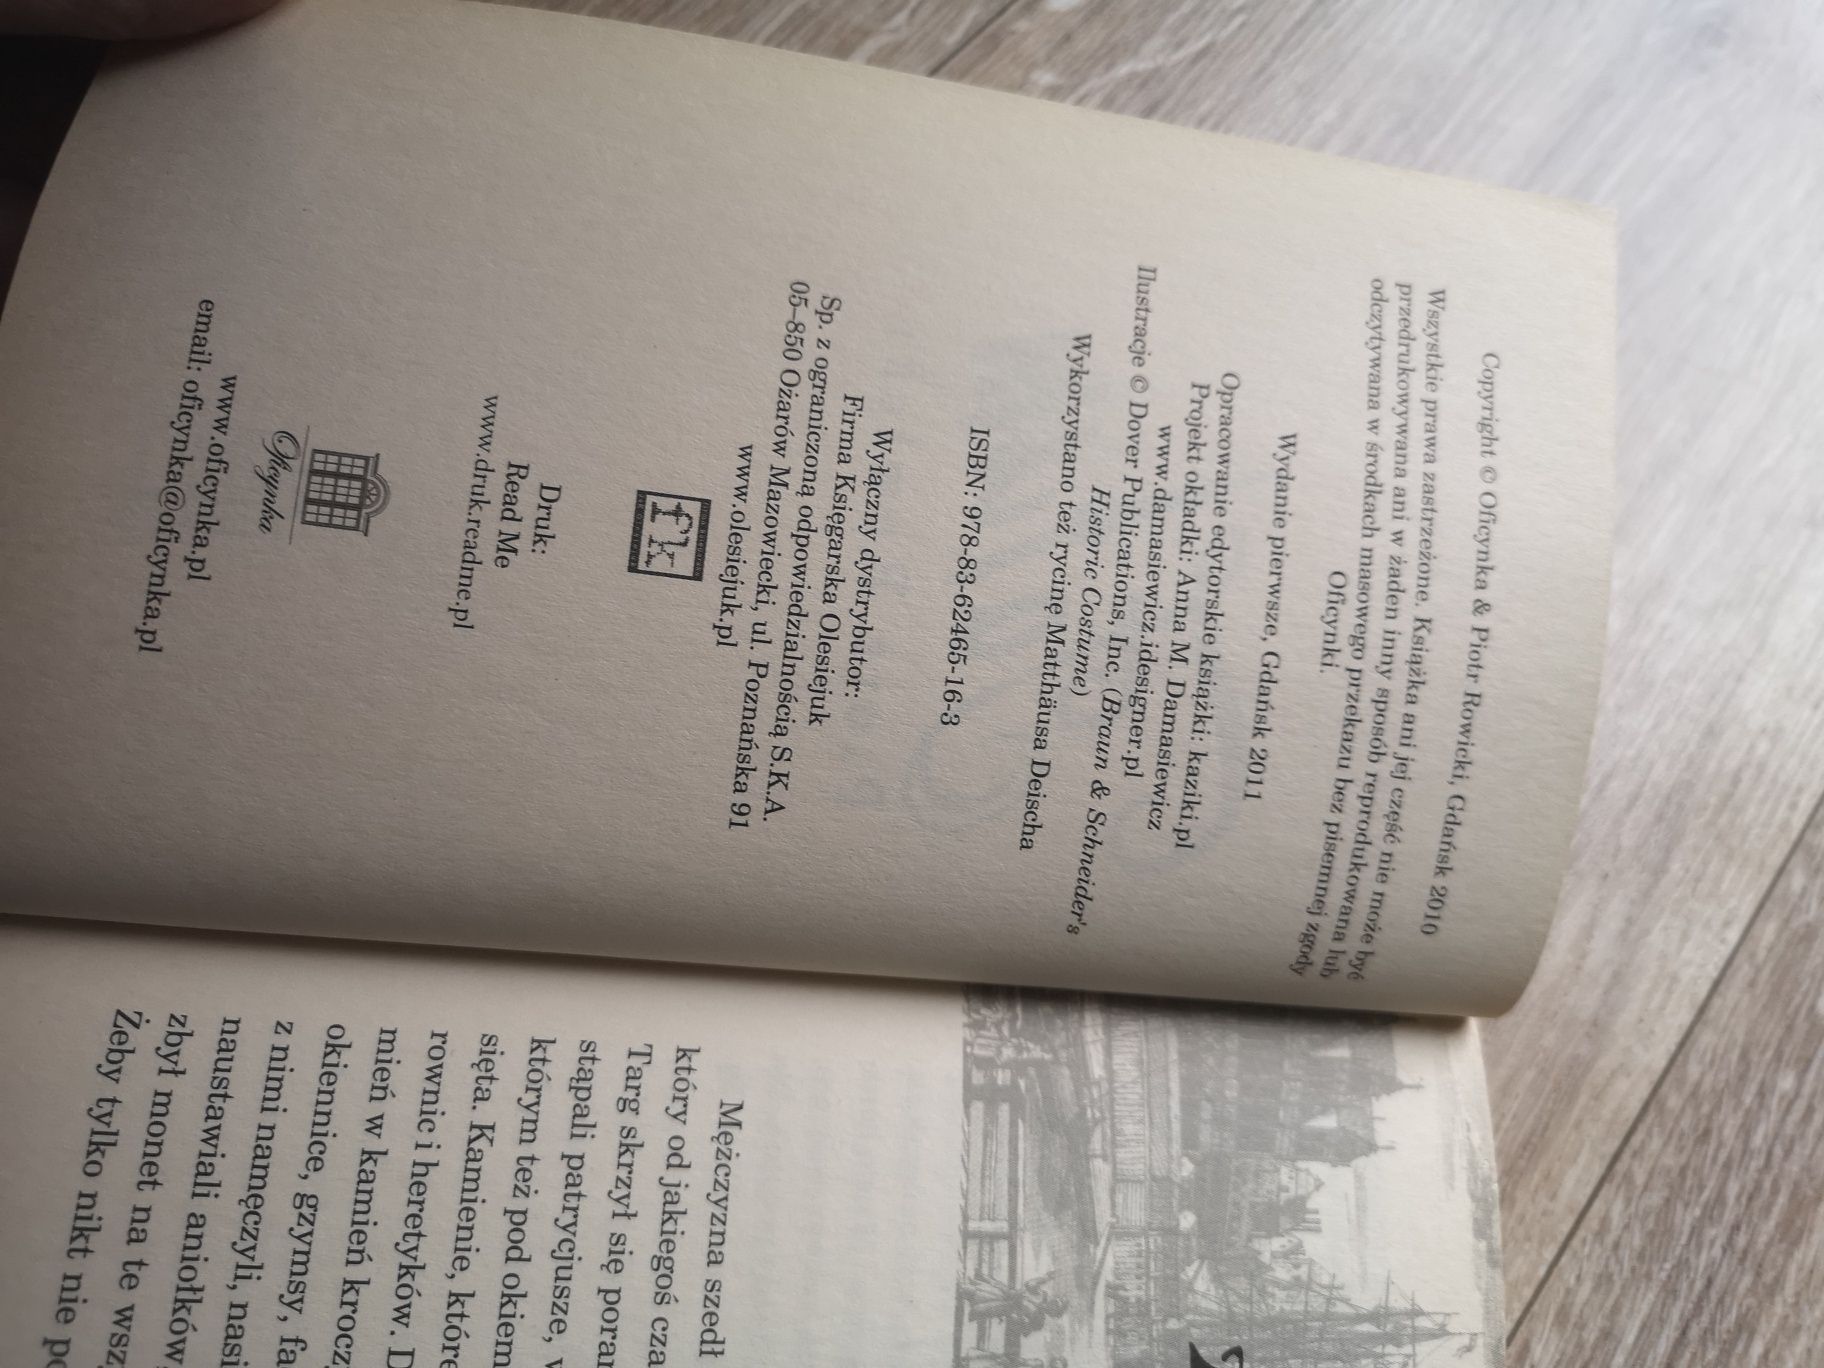 Copyright © Oficynka & Piotr Rowicki, Gdańsk 2010
Wszystkie prawa zastrzeżone. Książka ani jej część nie może być
przedrukowywana ani w żaden inny sposób reprodukowana lub
odczytywana w środkach masowego przekazu bez pisemnej zgody
Oficynki.
Wydanie pierwsze, Gdańsk 2011
Opracowanie edytorskie książki: kaziki.pl
Projekt okładki: Anna M. Damasiewicz
www.damasiewicz.idesigner.pl
Ilustracje © Dover Publications, Inc. (Braun & Schneider's
Historic Costume)
Wykorzystano też rycinę Matthäusa Deischa
ISBN: 978-83-62465-16-3
Wyłączny dystrybutor:
Firma Księgarska Olesiejuk
Sp. z ograniczoną odpowiedzialnością S.K.A.
05–850 Ożarów Mazowiecki, ul. Poznańska 91
www.olesiejuk.pl
fk
Druk:
Read Me
www.druk.readme.pl
Oficynka
www.oficynka.pl
email: oficynka@oficynka.pl
Mężczyzna szedł
który od jakiegoś cza
Targ skrzył się poran
stąpali patrycjusze, w
którym też pod okiem
sięta. Kamienie, które
rownic i heretyków. D
mień w kamień krocz
okiennice, gzymsy, fa
z nimi namęczyli, nasi
naustawiali aniołków
zbył monet na te wsz
Żeby tylko nikt nie po